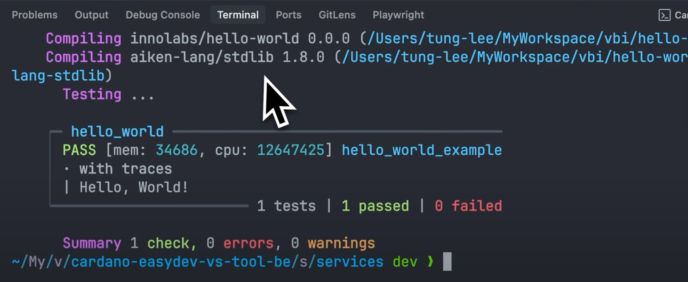 Problems Output Debug Console Terminal Ports GitLens Playwright
Compiling innolabs/hello-world 0.0.0 (/Users/tung-lee/MyWorkspace/vbi/hello-
Compiling aiken-lang/stdlib 1.8.0 (/Users/tung-lee/MyWorkspace/vbi/hello-wor
lang-stdlib)
Testing ...
hello_world
PASS [mem: 34686, cpu: 12647425] hello_world_example
· with traces
| Hello, World!
1 tests | 1 passed | 0 failed
Summary 1 check, 0 errors, 0 warnings
~/My/v/cardano-easydev-vs-tool-be/s/services dev ❯